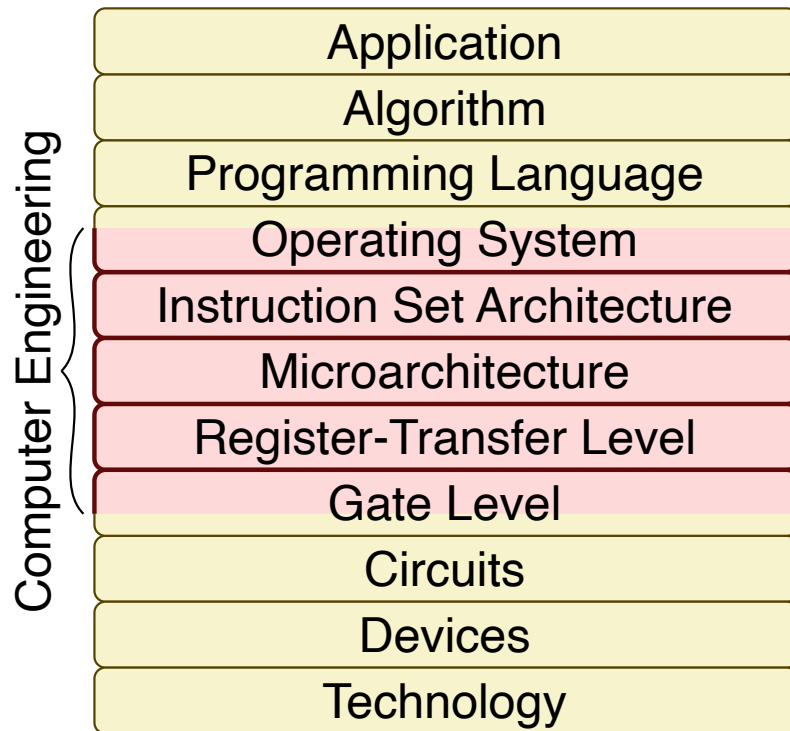 Computer Engineering
Application
Algorithm
Programming Language
Operating System
Instruction Set Architecture
Microarchitecture
Register-Transfer Level
Gate Level
Circuits
Devices
Technology